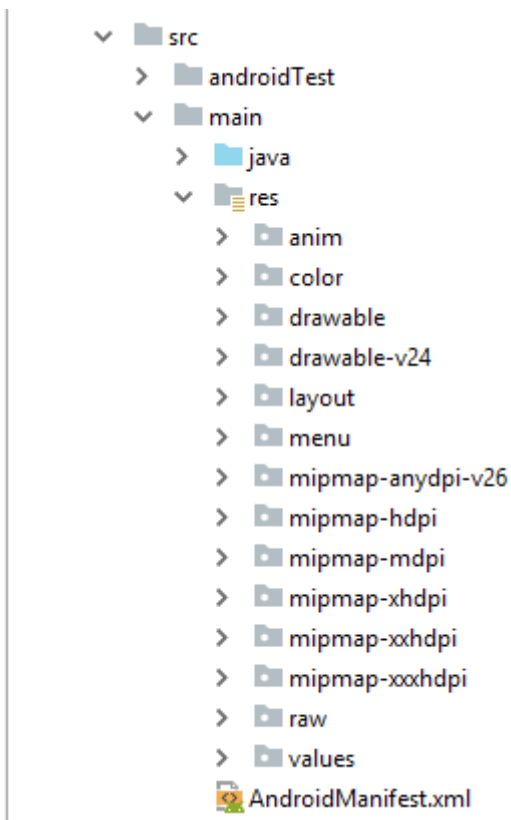 src
androidTest
main
java
res
anim
color
drawable
drawable-v24
layout
menu
mipmap-anydpi-v26
mipmap-hdpi
mipmap-mdpi
mipmap-xhdpi
mipmap-xxhdpi
mipmap-xxxhdpi
raw
values
AndroidManifest.xml